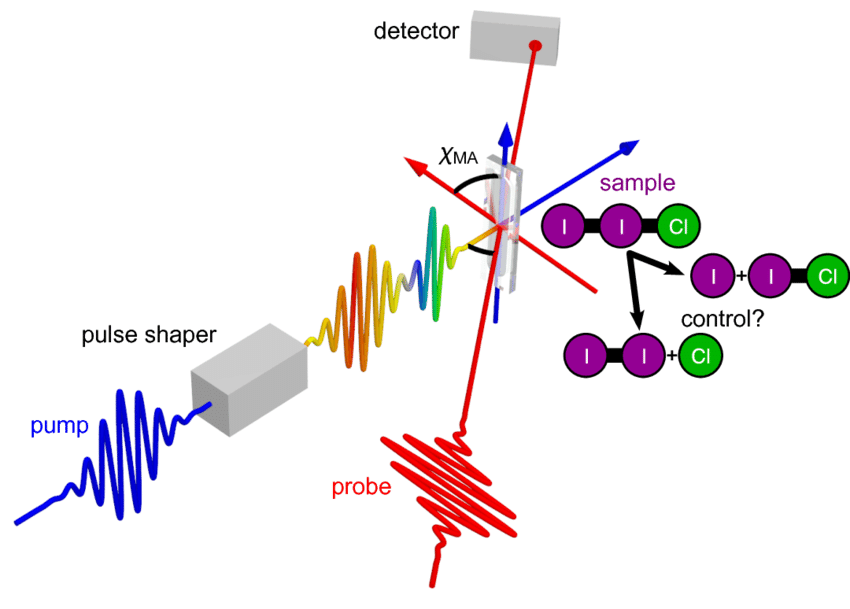 detector
χMA
sample
I I Cl
I + I Cl
control?
I I + Cl
pulse shaper
pump
probe